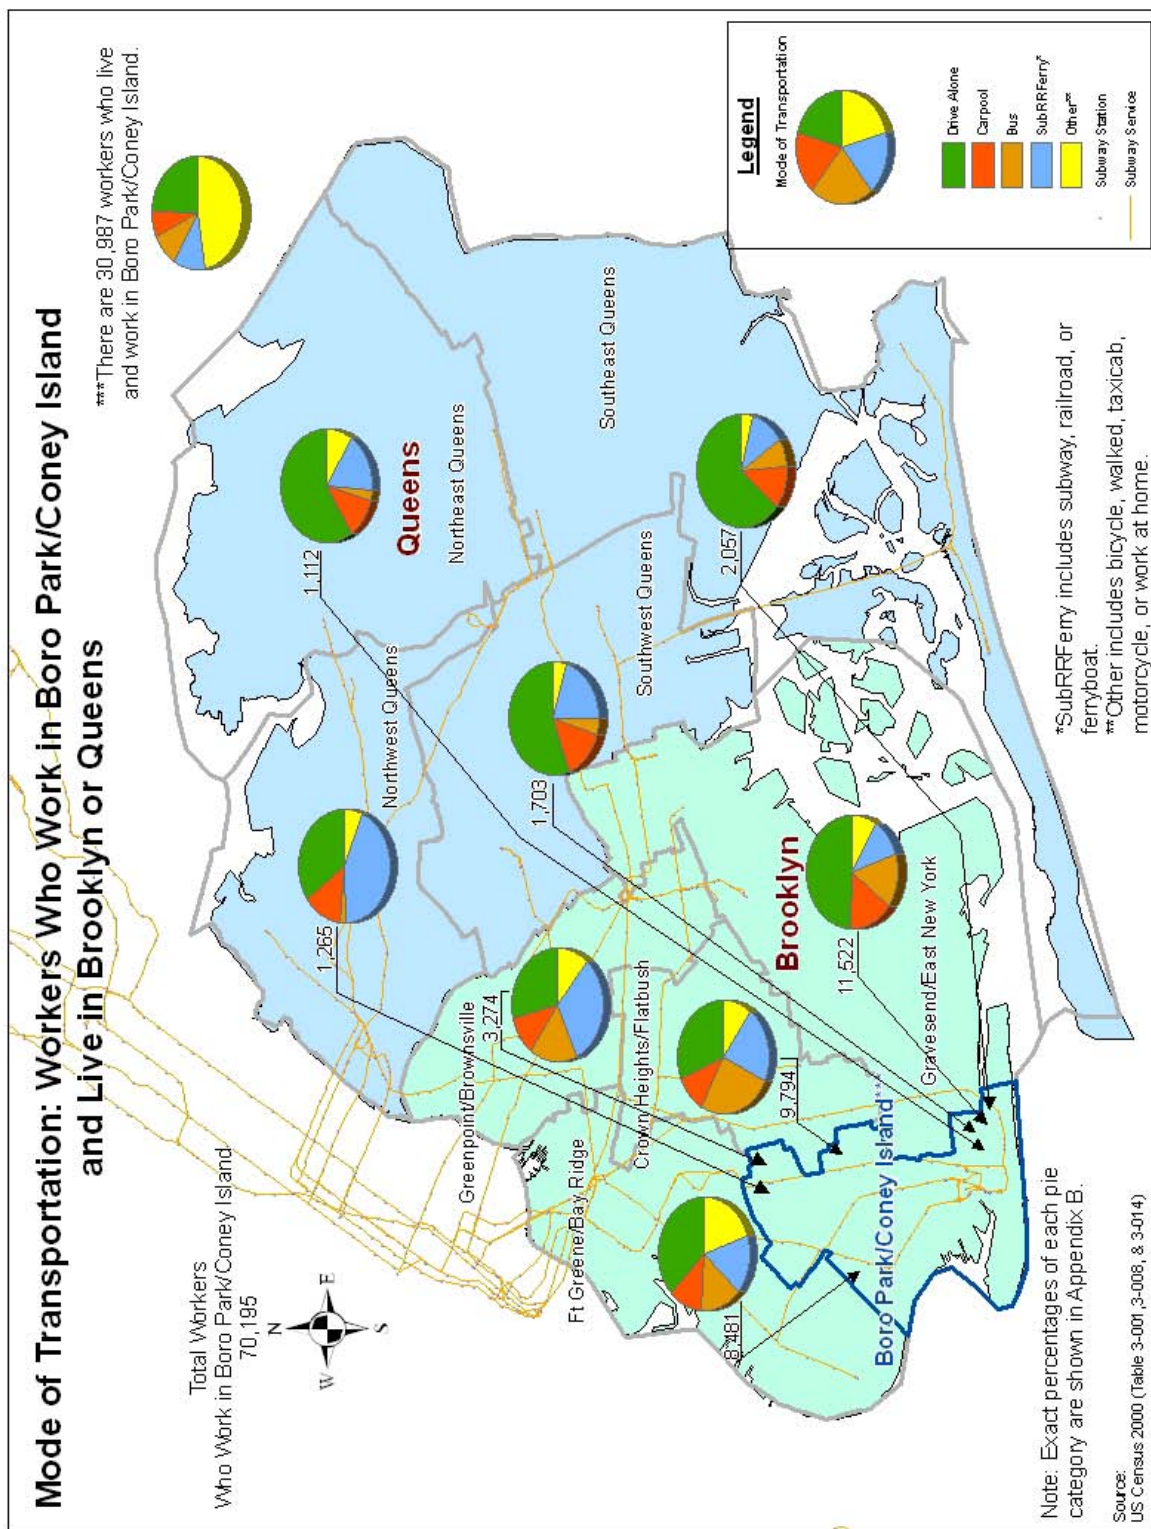 Mode of Transportation: Workers Who Work in Boro Park/Coney Island
and Live in Brooklyn or Queens
***There are 30,987 workers who live
and work in Boro Park/Coney Island.
Total Workers
Who Work in Boro Park/Coney Island
70,195
N
W
E
S
1,112
Queens
Northeast Queens
Northwest Queens
1,265
Southeast Queens
Southwest Queens
2,057
1,703
Greenpoint/Brownsville
3,274
Ft Greene/Bay Ridge
Crown Heights/Flatbush
Brooklyn
9,794
11,522
8,481
Gravesend/East New York
Boro Park/Coney Island***
Legend
Mode of Transportation
Drive Alone
Carpool
Bus
SubRRFerry*
Other**
Subway Station
Subway Service
Note: Exact percentages of each pie
category are shown in Appendix B.
Source:
US Census 2000 (Table 3-001,3-008, & 3-014)
*SubRRFerry includes subway, railroad, or
ferryboat.
**Other includes bicycle, walked, taxicab,
motorcycle, or work at home.